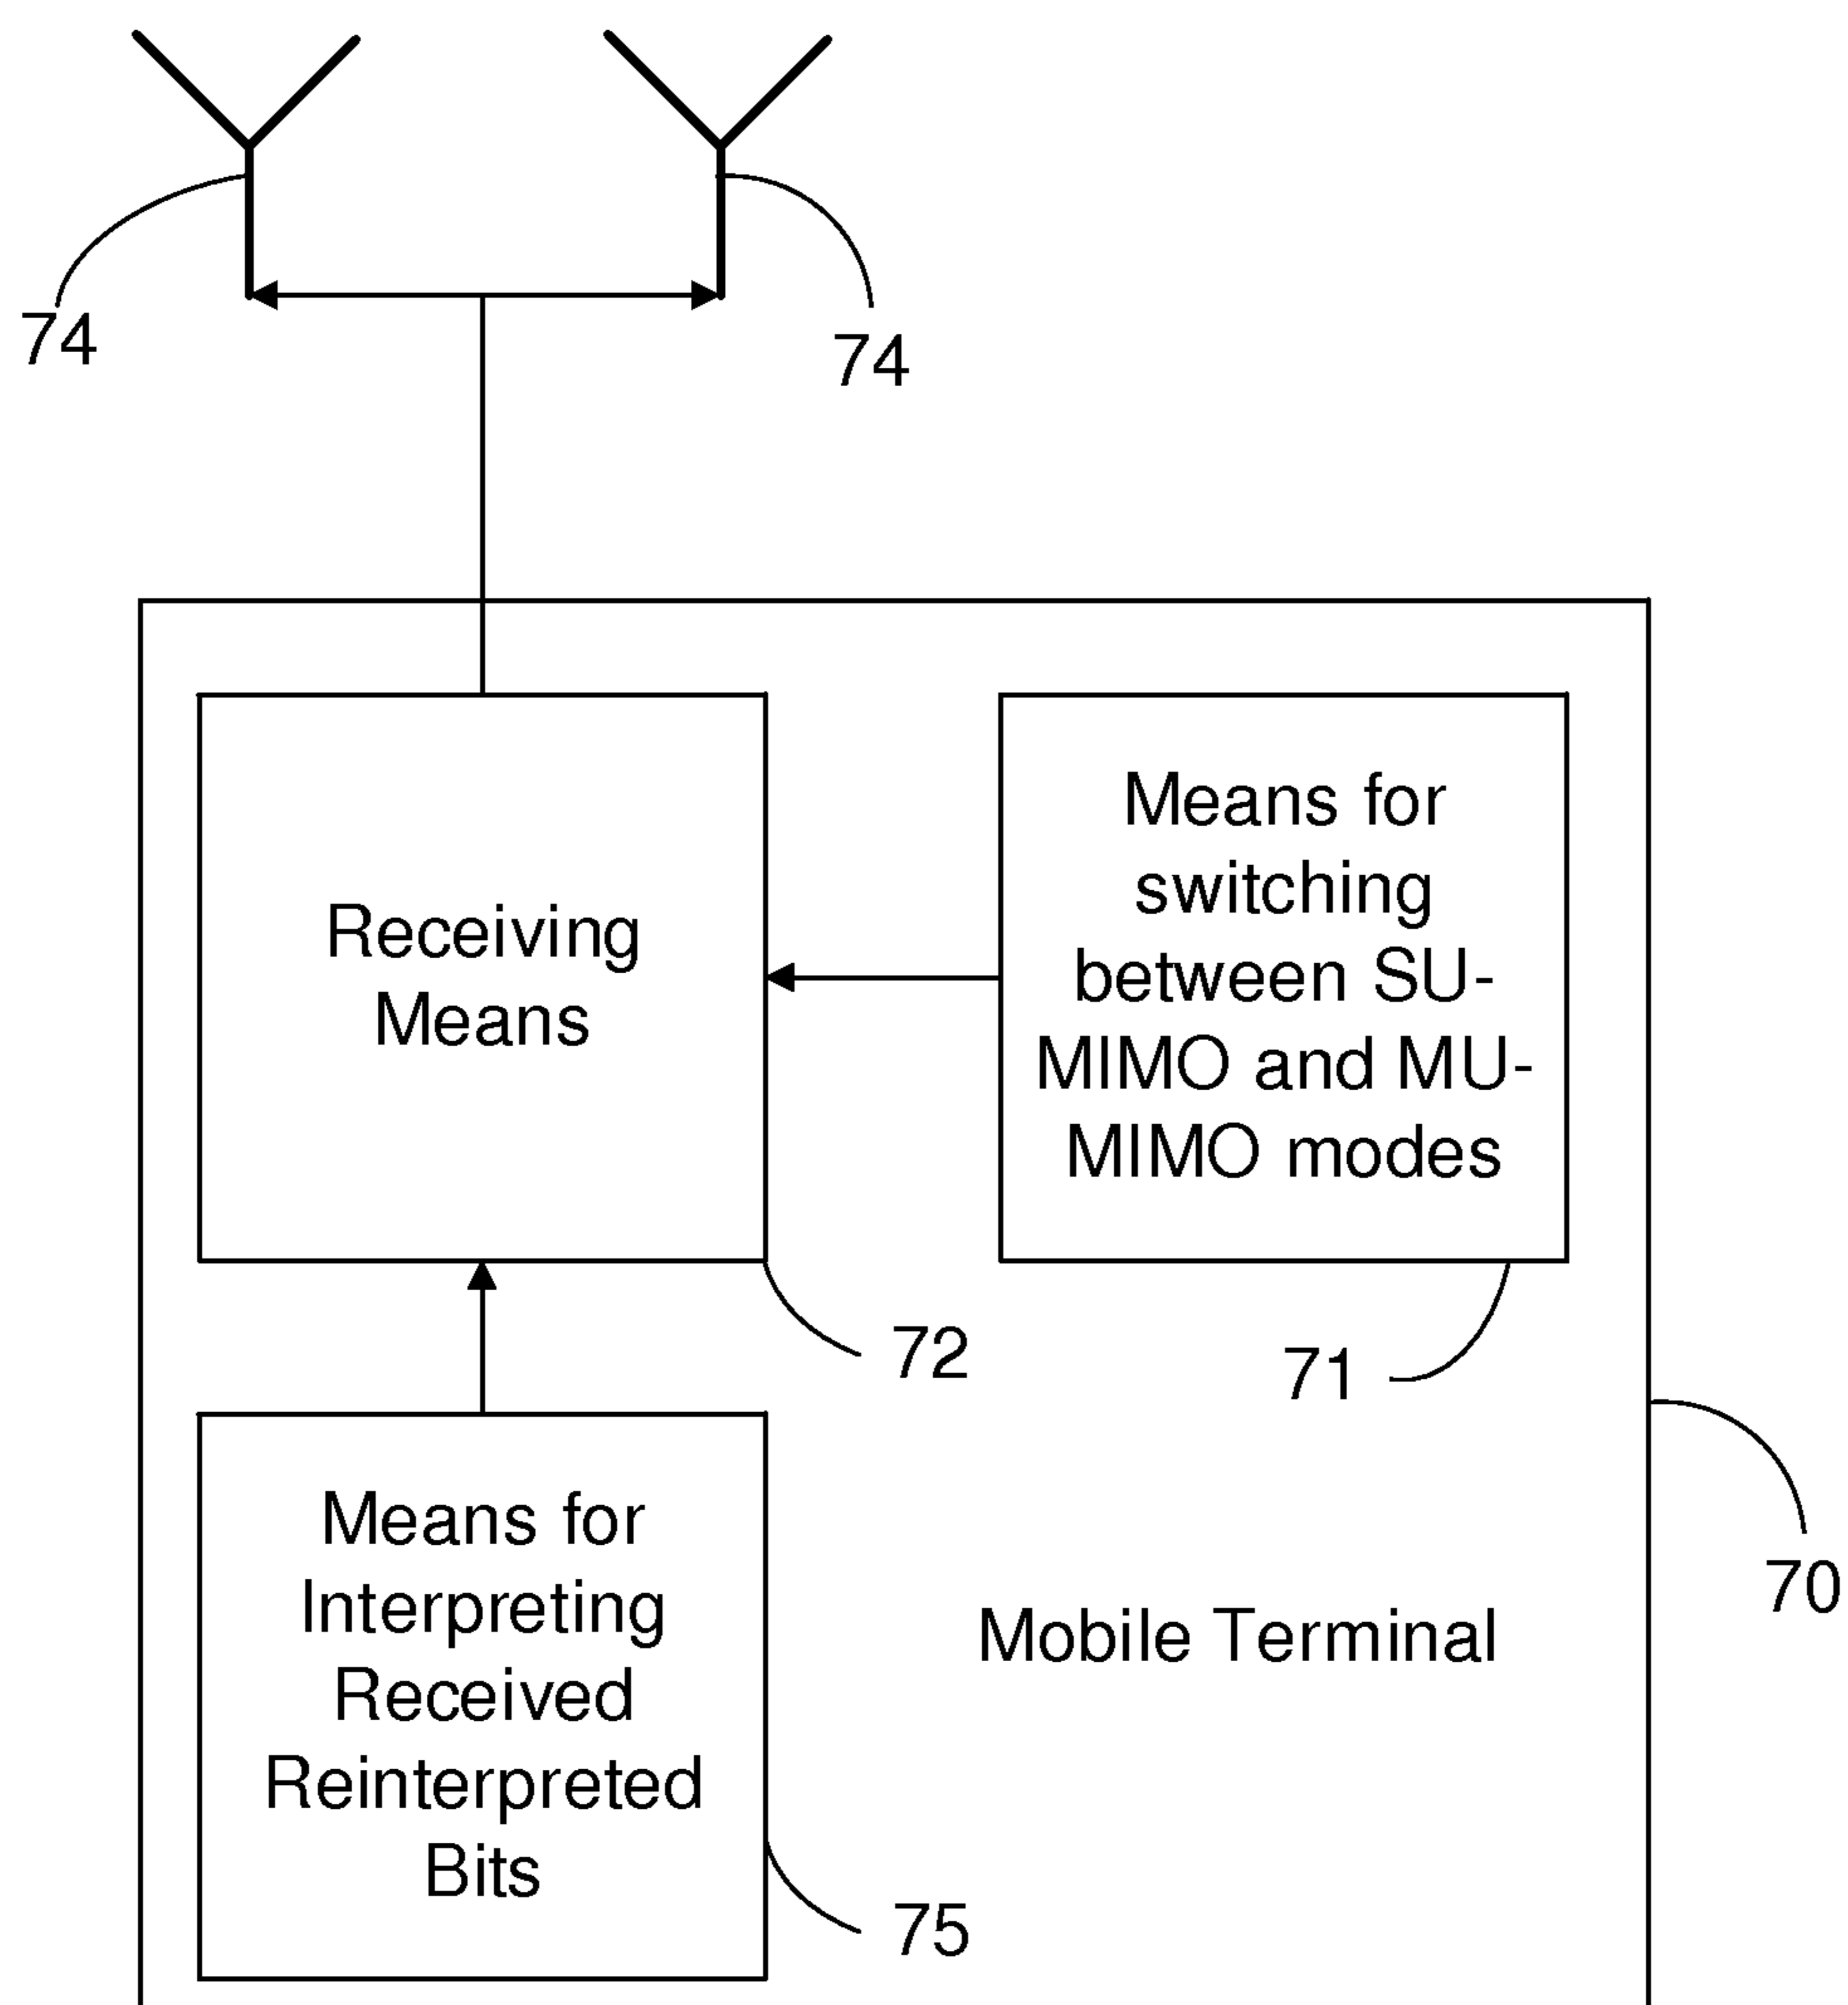 74
74
Receiving
Means
Means for
switching
between SU-
MIMO and MU-
MIMO modes
72
71
70
Means for
Interpreting
Received
Reinterpreted
Bits
Mobile Terminal
75